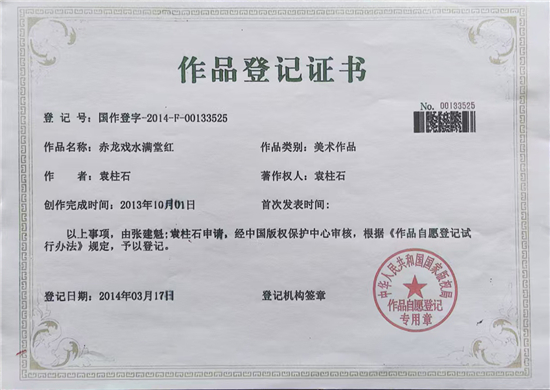 作品登记证书
No. 00133525
登 记 号：国作登字-2014-F-00133525
作品名称：赤龙戏水满堂红 作品类别：美术作品
作 者：袁柱石 著作权人：袁柱石
创作完成时间：2013年10月01日 首次发表时间：
以上事项，由张建魁;袁柱石申请，经中国版权保护中心审核，根据《作品自愿登记试
行办法》规定，予以登记。
登记日期：2014年03月17日 登记机构签章
中华人民共和国国家版权局
作品自愿登记
专用章